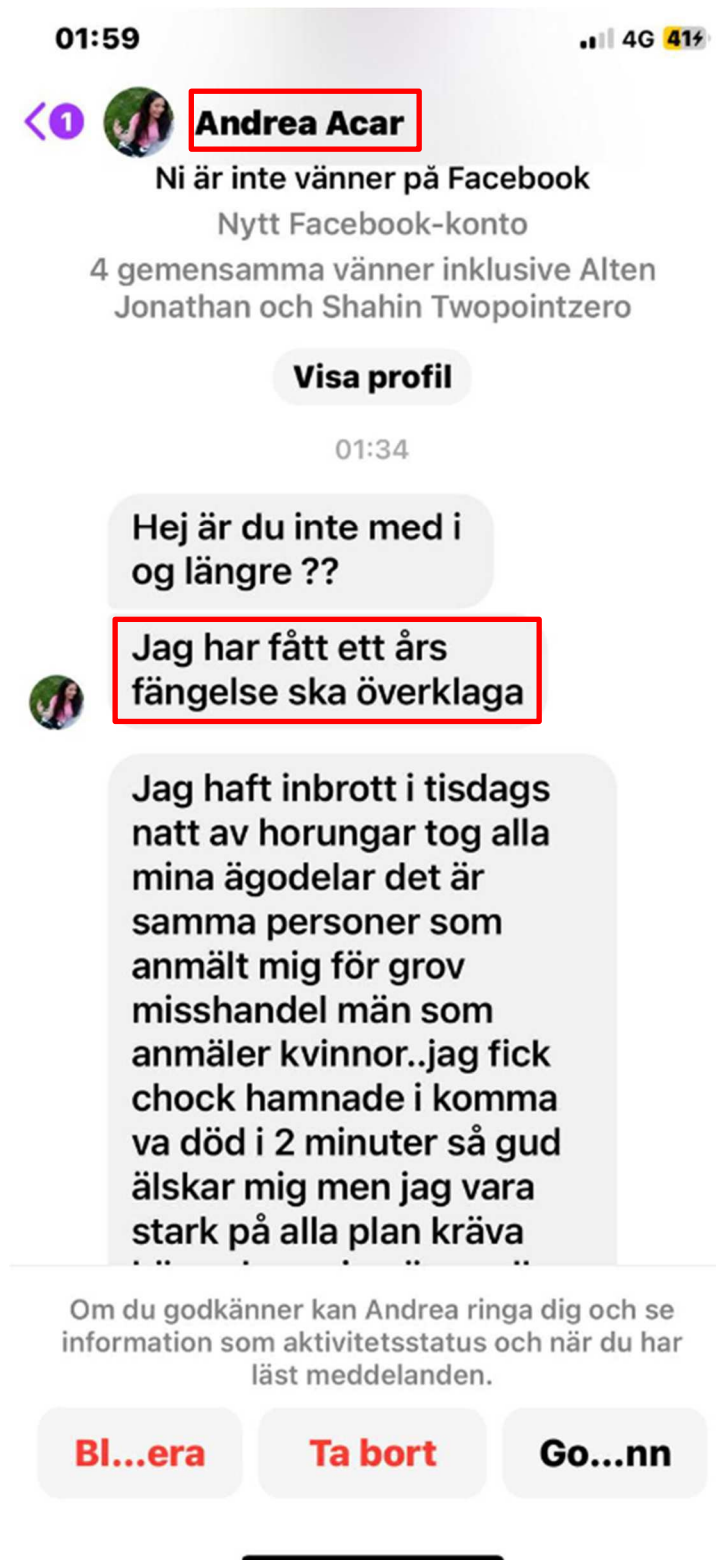 01:59
4G 41
1
Andrea Acar
Ni är inte vänner på Facebook
Nytt Facebook-konto
4 gemensamma vänner inklusive Alten
Jonathan och Shahin Twopointzero
Visa profil
01:34
Hej är du inte med i
og längre ??
Jag har fått ett års
fängelse ska överklaga
Jag haft inbrott i tisdags
natt av horungar tog alla
mina ägodelar det är
samma personer som
anmält mig för grov
misshandel män som
anmäler kvinnor..jag fick
chock hamnade i komma
va död i 2 minuter så gud
älskar mig men jag vara
stark på alla plan kräva
Om du godkänner kan Andrea ringa dig och se
information som aktivitetsstatus och när du har
läst meddelanden.
Bl...era
Ta bort
Go...nn